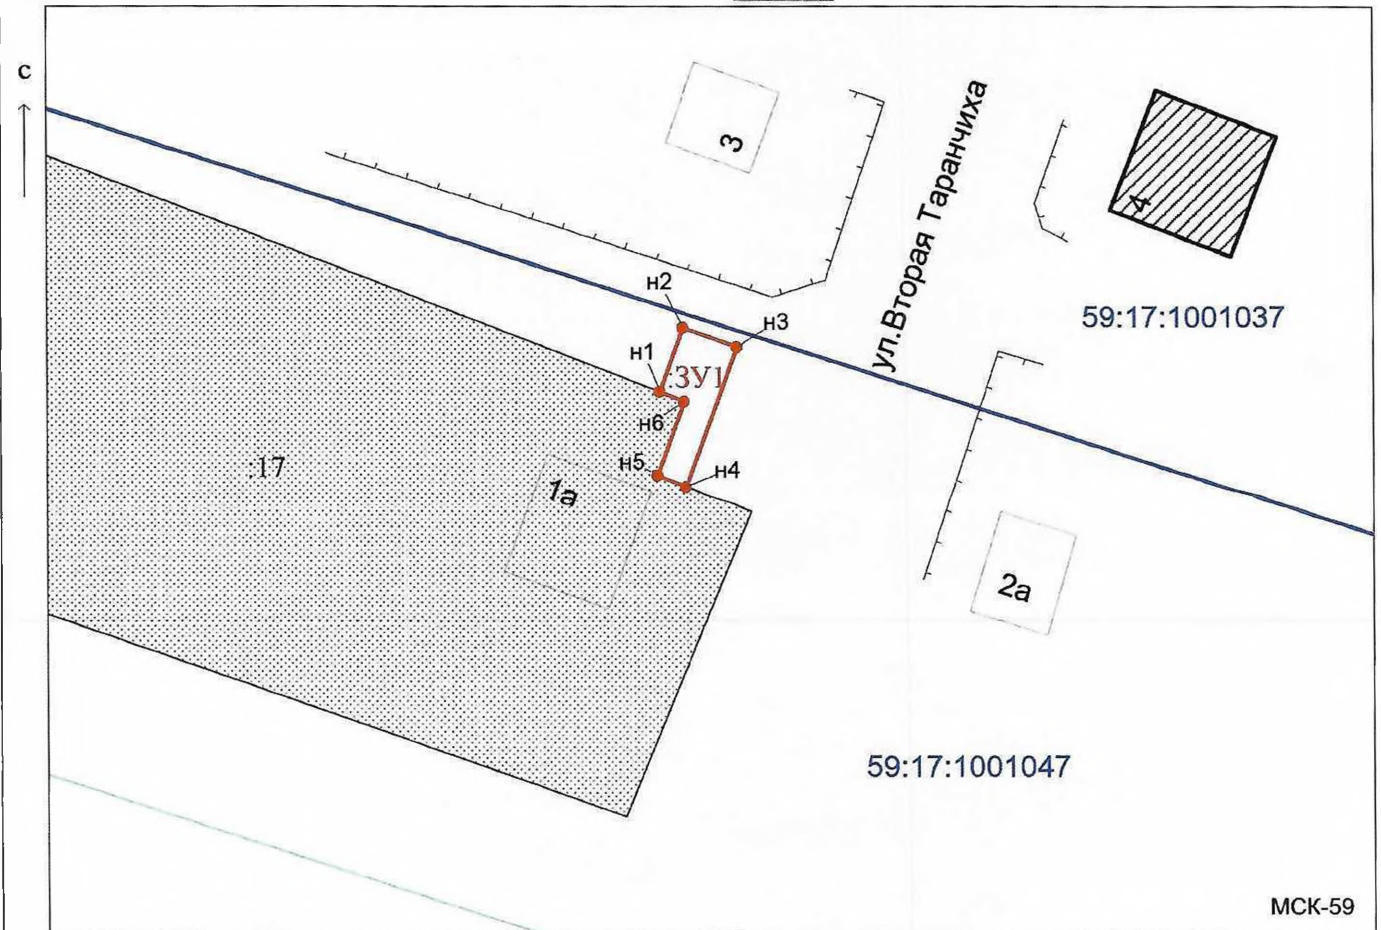 с
3
ул.Вторая Таранчиха
4
59:17:1001037
н2
н3
н1
:ЗУ1
н6
н5
н4
:17
1а
2а
59:17:1001047
МСК-59